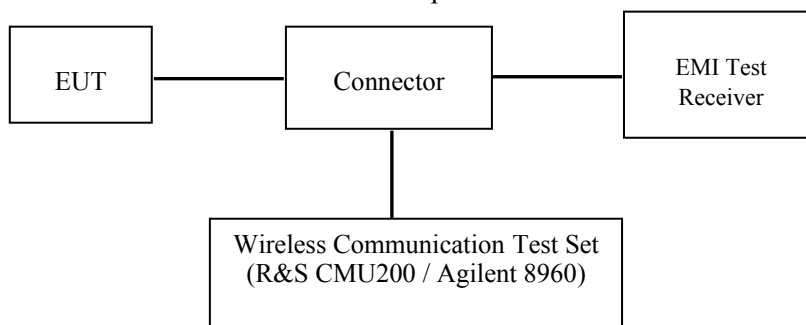 EUT
Connector
EMI Test
Receiver
Wireless Communication Test Set
(R&S CMU200 / Agilent 8960)